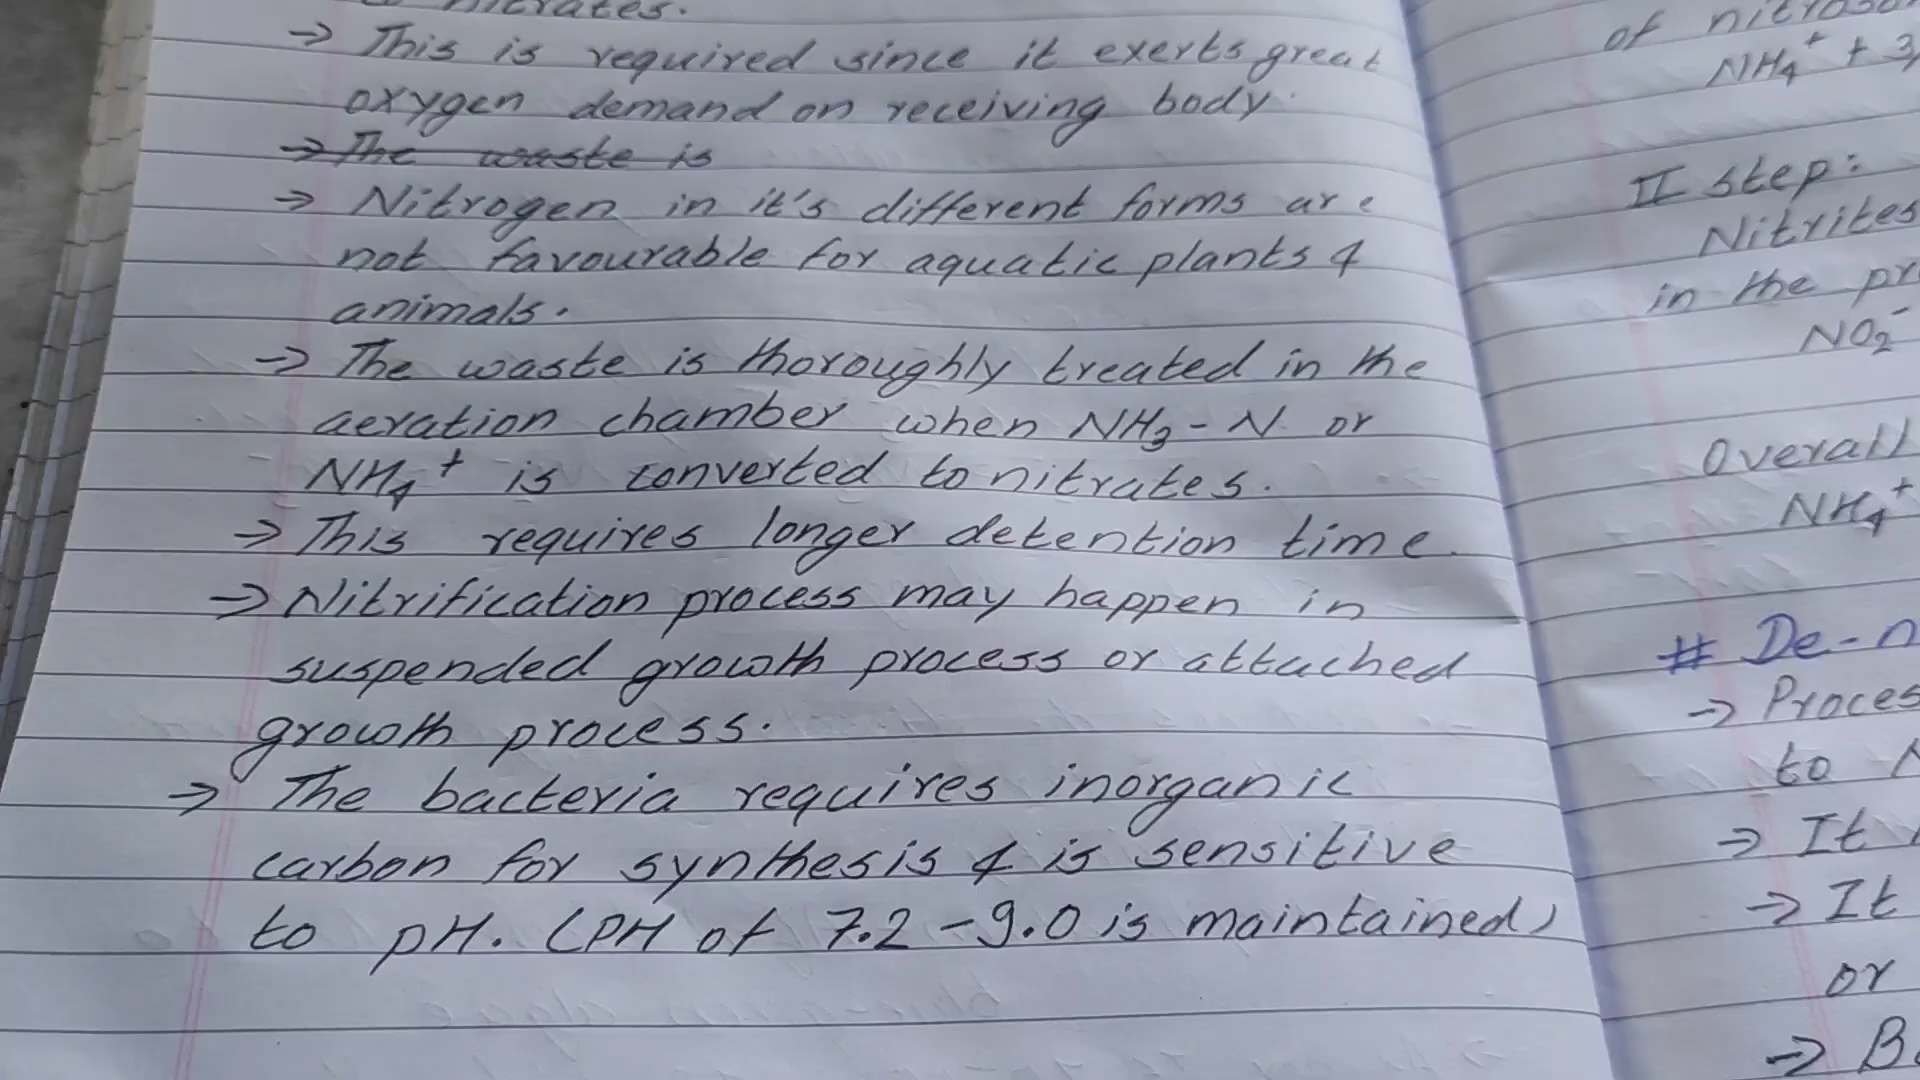 nitrates.
→ This is required since it exerts great
oxygen demand on receiving body.
→ The waste is
→ Nitrogen in it's different forms are
not favourable for aquatic plants &
animals.
→ The waste is thoroughly treated in the
aeration chamber when NH₃-N or
NH₄⁺ is converted to nitrates.
→ This requires longer detention time.
→ Nitrification process may happen in
suspended growth process or attached
growth process.
→ The bacteria requires inorganic
carbon for synthesis & is sensitive
to pH. (PH of 7.2-9.0 is maintained)
of
NH₄⁺ + 3
II step:
Nitrites
in the
NO₂⁻
Overall
NH₄⁺
# De-n
→ Proces
to N
→ It
→ It
or
→ B